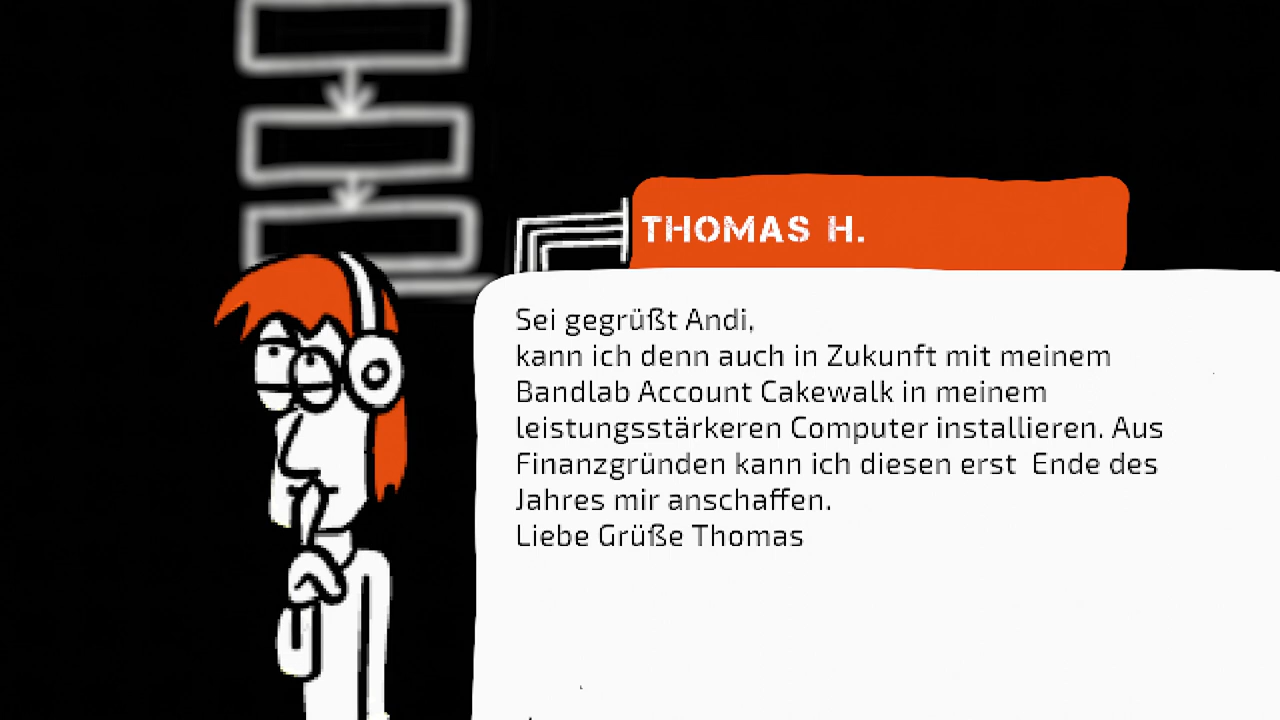 THOMAS H.
Sei gegrüßt Andi,
kann ich denn auch in Zukunft mit meinem
Bandlab Account Cakewalk in meinem
leistungsstärkeren Computer installieren. Aus
Finanzgründen kann ich diesen erst  Ende des
Jahres mir anschaffen.
Liebe Grüße Thomas